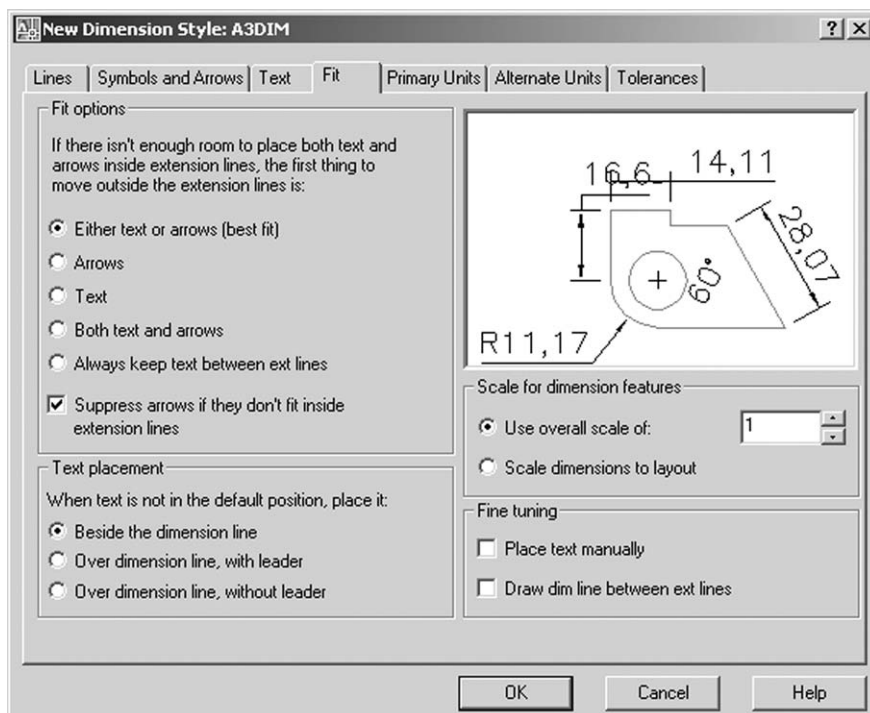 New Dimension Style: A3DIM
Lines
Symbols and Arrows
Text
Fit
Primary Units
Alternate Units
Tolerances
Fit options
If there isn't enough room to place both text and
arrows inside extension lines, the first thing to
move outside the extension lines is:
Either text or arrows (best fit)
Arrows
Text
Both text and arrows
Always keep text between ext lines
Suppress arrows if they don't fit inside
extension lines
Text placement
When text is not in the default position, place it:
Beside the dimension line
Over dimension line, with leader
Over dimension line, without leader
16,6
14,11
28,07
60°
R11,17
Scale for dimension features
Use overall scale of:
1
Scale dimensions to layout
Fine tuning
Place text manually
Draw dim line between ext lines
OK
Cancel
Help